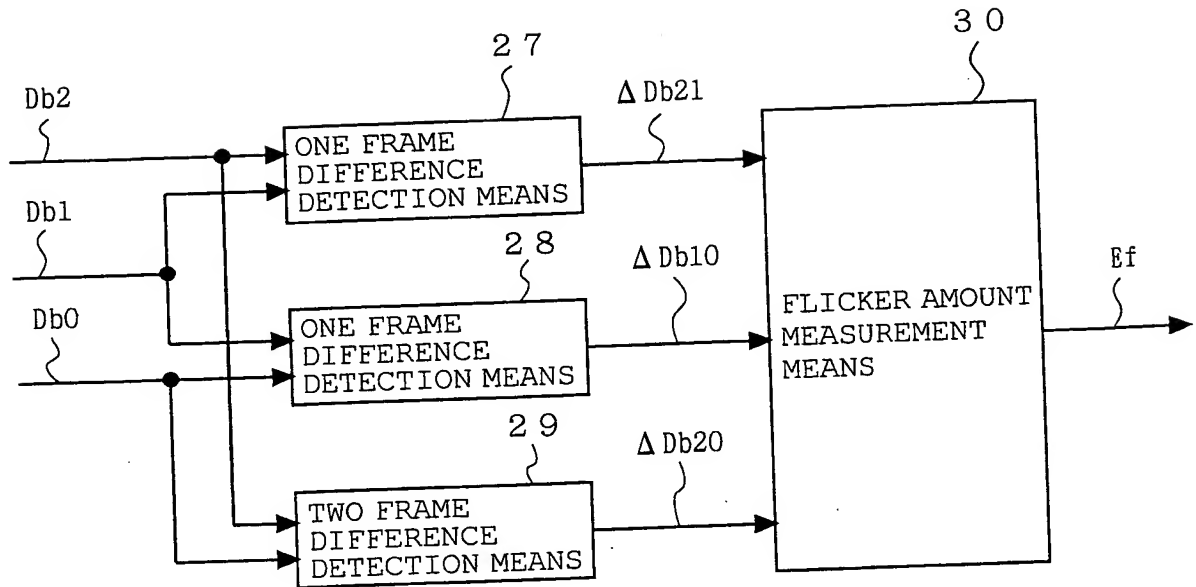 30
27
Db2
ΔDb21
ONE FRAME
DIFFERENCE
DETECTION MEANS
Db1
28
ΔDb10
Ef
Db0
ONE FRAME
DIFFERENCE
DETECTION MEANS
FLICKER AMOUNT
MEASUREMENT
MEANS
29
ΔDb20
TWO FRAME
DIFFERENCE
DETECTION MEANS